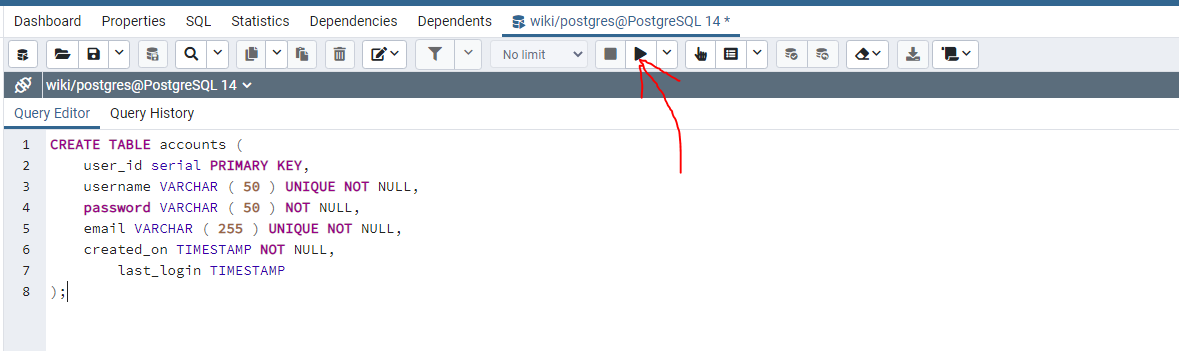 Dashboard Properties SQL Statistics Dependencies Dependents wiki/postgres@PostgreSQL 14 *
No limit
wiki/postgres@PostgreSQL 14
Query Editor Query History
1 CREATE TABLE accounts (
2 user_id serial PRIMARY KEY,
3 username VARCHAR ( 50 ) UNIQUE NOT NULL,
4 password VARCHAR ( 50 ) NOT NULL,
5 email VARCHAR ( 255 ) UNIQUE NOT NULL,
6 created_on TIMESTAMP NOT NULL,
7 last_login TIMESTAMP
8 );